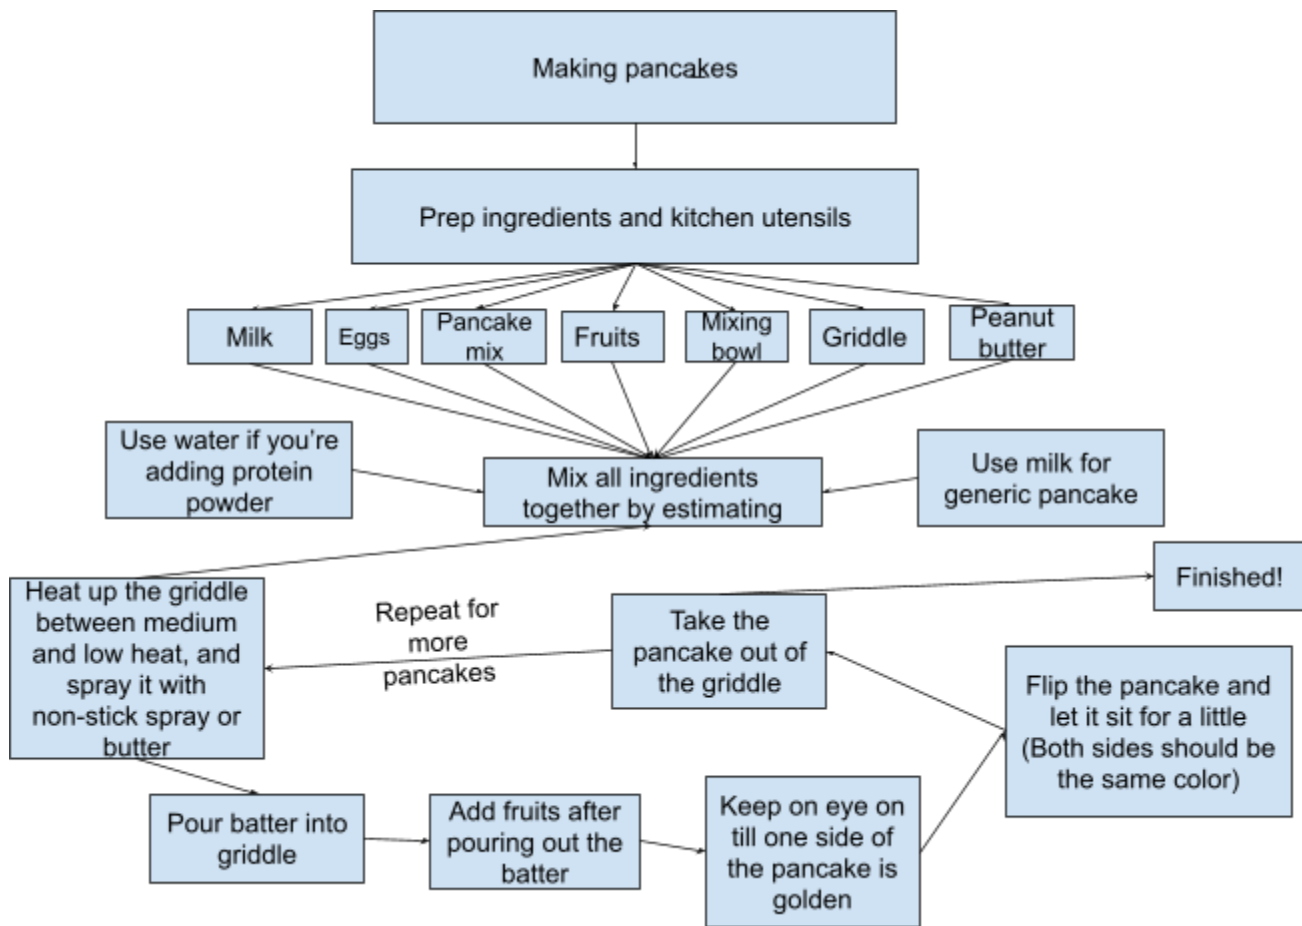 Making pancakes
Prep ingredients and kitchen utensils
Milk
Eggs
Pancake
mix
Fruits
Mixing
bowl
Griddle
Peanut
butter
Use water if you’re
adding protein
powder
Mix all ingredients
together by estimating
Use milk for
generic pancake
Heat up the griddle
between medium
and low heat, and
spray it with
non-stick spray or
butter
Repeat for
more
pancakes
Take the
pancake out of
the griddle
Finished!
Flip the pancake and
let it sit for a little
(Both sides should be
the same color)
Pour batter into
griddle
Add fruits after
pouring out the
batter
Keep on eye on
till one side of
the pancake is
golden